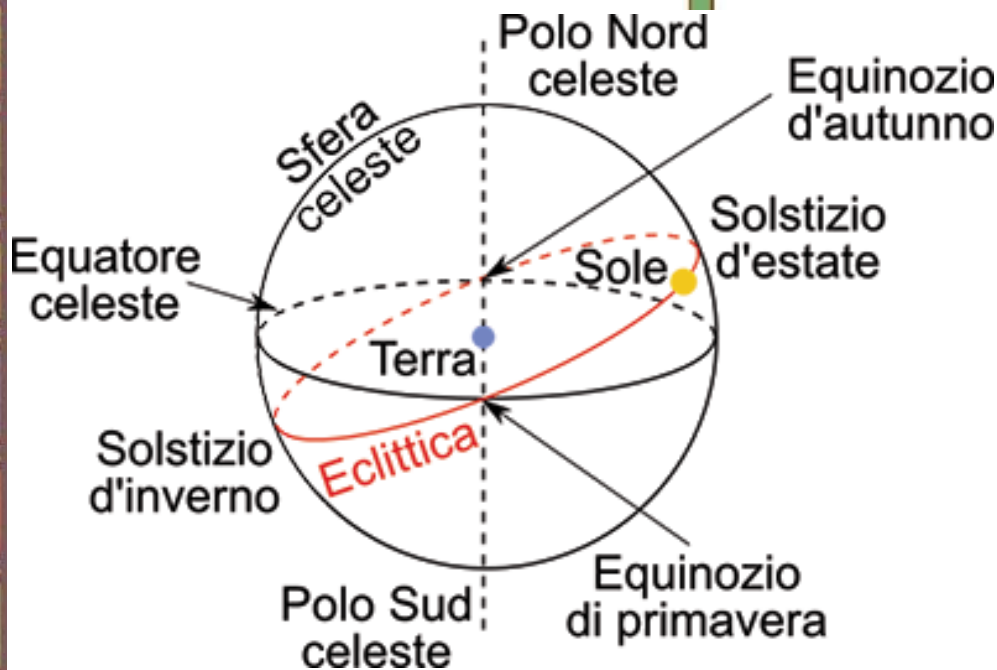 Polo Nord
celeste
Equinozio
d'autunno
Sfera
celeste
Solstizio
d'estate
Equatore
celeste
Sole
Terra
Solstizio
d'inverno
Eclittica
Equinozio
di primavera
Polo Sud
celeste